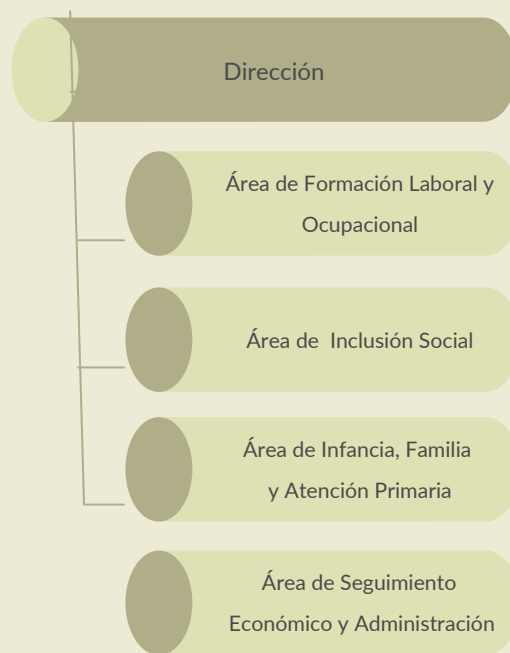 Dirección
Área de Formación Laboral y
Ocupacional
Área de  Inclusión Social
Área de Infancia, Familia
y Atención Primaria
Área de Seguimiento
Económico y Administración